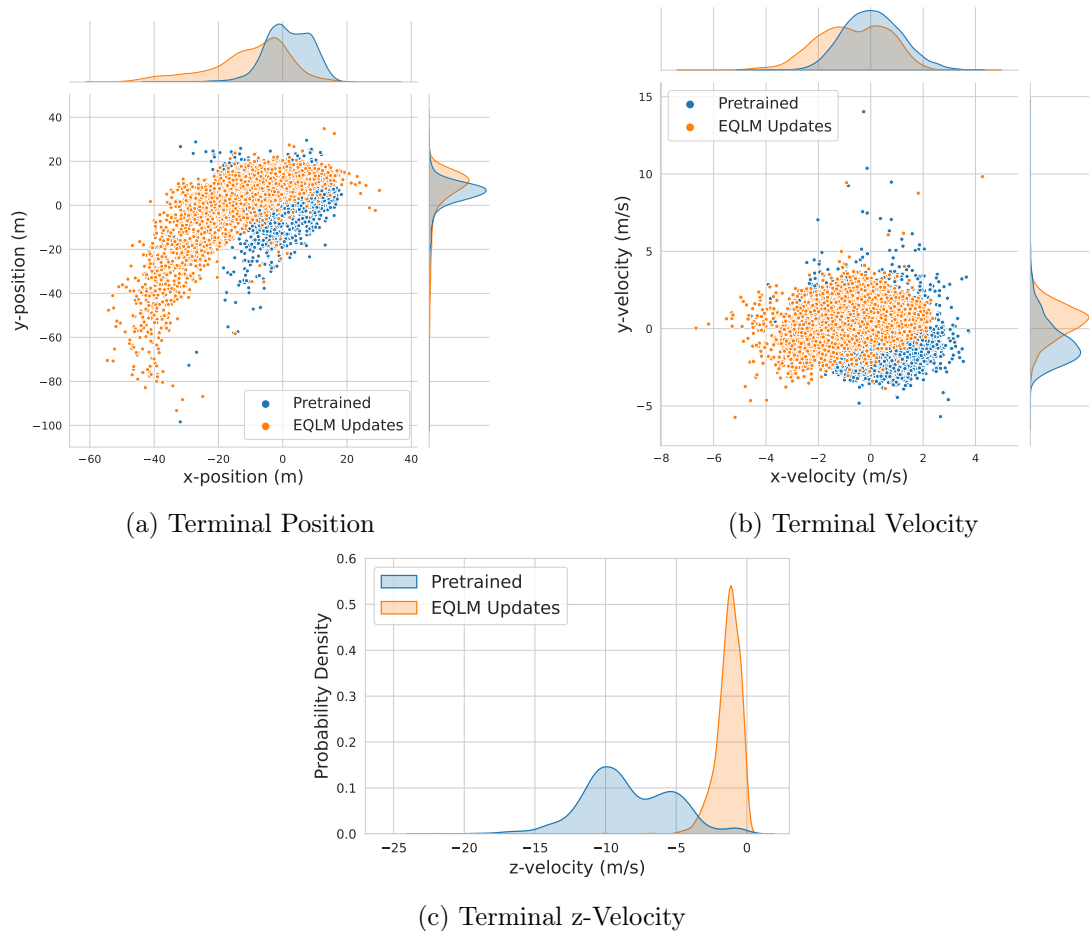 20
0
−20
−40
−60
−80
−100
y-position (m)
Pretrained
EQLM Updates
−60
−40
−20
0
20
40
x-position (m)
(a) Terminal Position
Pretrained
EQLM Updates
15
10
5
0
−5
y-velocity (m/s)
−8
−6
−4
−2
0
2
4
x-velocity (m/s)
(b) Terminal Velocity
Pretrained
EQLM Updates
0.6
0.5
0.4
0.3
0.2
0.1
0.0
Probability Density
−25
−20
−15
−10
−5
0
z-velocity (m/s)
(c) Terminal z-Velocity